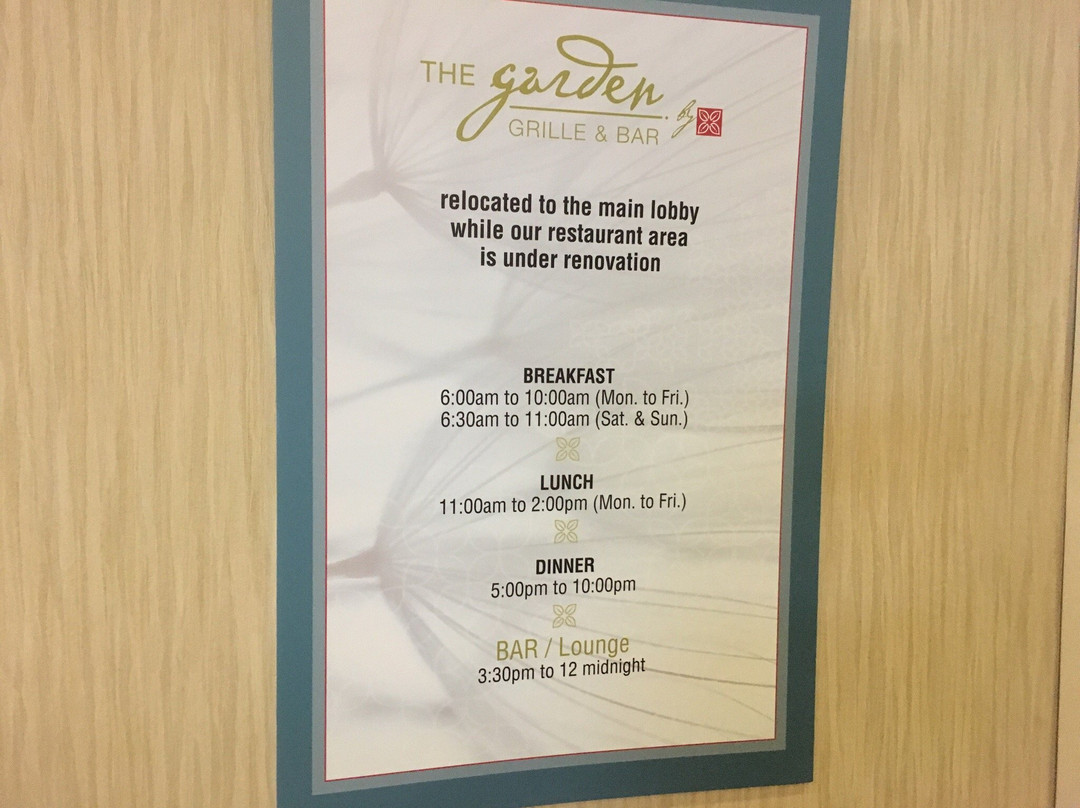 THE garden by
GRILLE & BAR
relocated to the main lobby
while our restaurant area
is under renovation
BREAKFAST
6:00am to 10:00am (Mon. to Fri.)
6:30am to 11:00am (Sat. & Sun.)
LUNCH
11:00am to 2:00pm (Mon. to Fri.)
DINNER
5:00pm to 10:00pm
BAR / Lounge
3:30pm to 12 midnight